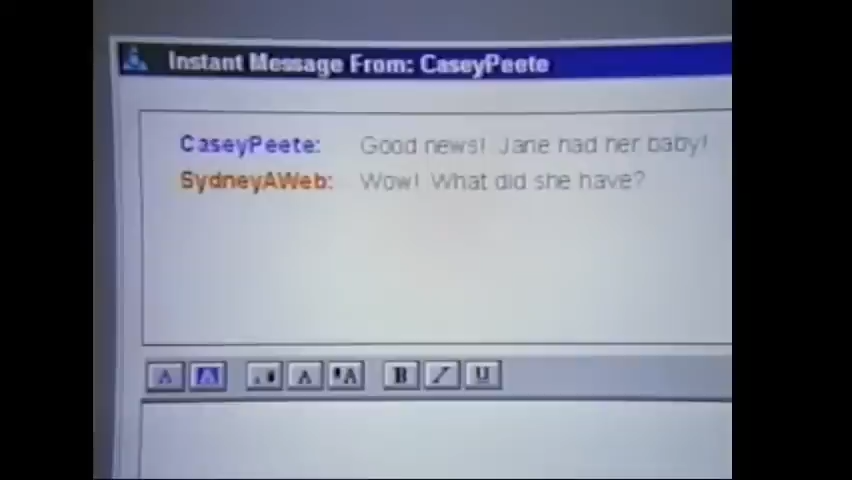 Instant Message From: CaseyPeete
CaseyPeete: Good news! Jane had her baby!
SydneyAWeb: Wow! What did she have?
A A A A A B I U